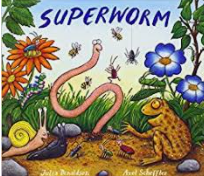 SUPERWORM
Julia Donaldson Axel Scheffler